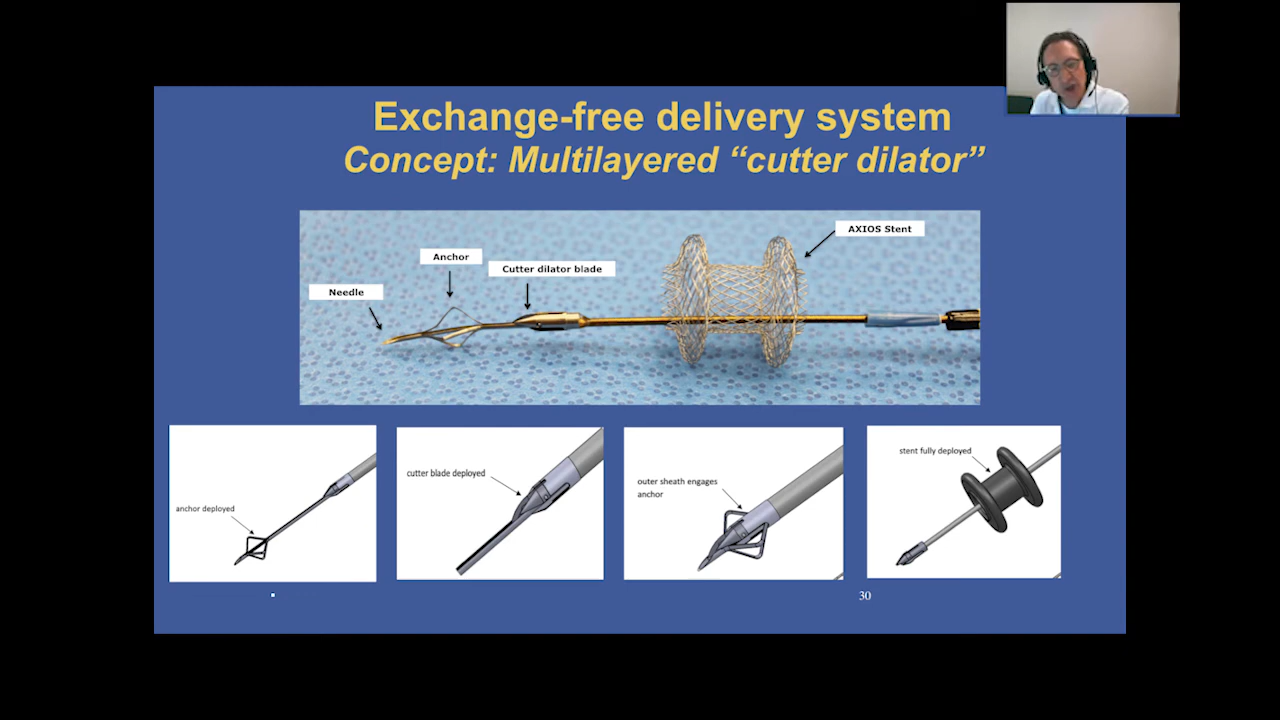 Exchange-free delivery system
Concept: Multilayered “cutter dilator”
AXIOS Stent
Anchor
Cutter dilator blade
Needle
anchor deployed
cutter blade deployed
outer sheath engages
anchor
stent fully deployed
30